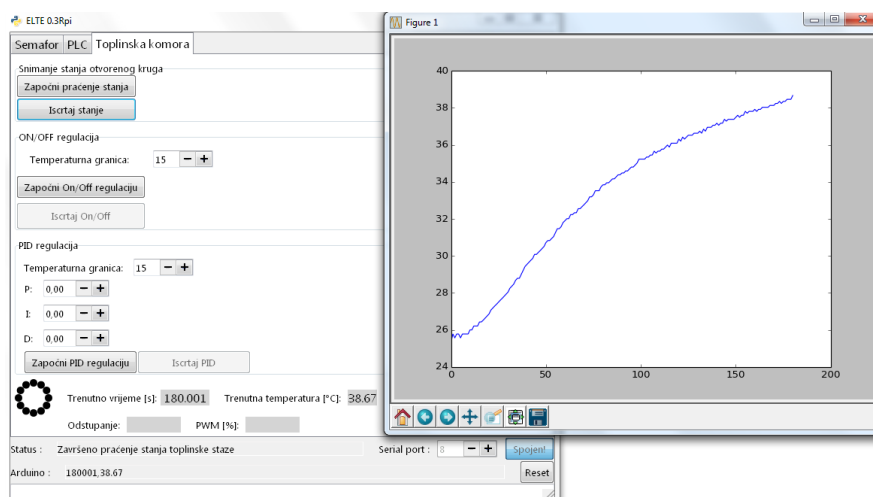 ELTE 0.3Rpi
Semafor PLC Toplinska komora
Snimanje stanja otvorenog kruga
Započni praćenje stanja
Iscrtaj stanje
ON/OFF regulacija
Temperaturna granica: 15 − +
Započni On/Off regulaciju
Iscrtaj On/Off
PID regulacija
Temperaturna granica: 15 − +
P: 0,00 − +
I: 0,00 − +
D: 0,00 − +
Započni PID regulaciju Iscrtaj PID
Trenutno vrijeme [s]: 180.001 Trenutna temperatura [°C]: 38.67
Odstupanje: PWM [%]:
Status : Završeno praćenje stanja toplinske staze Serial port : 8 − + Spojen!
Arduino : 180001,38.67 Reset
Figure 1
40
38
36
34
32
30
28
26
24
0 50 100 150 200